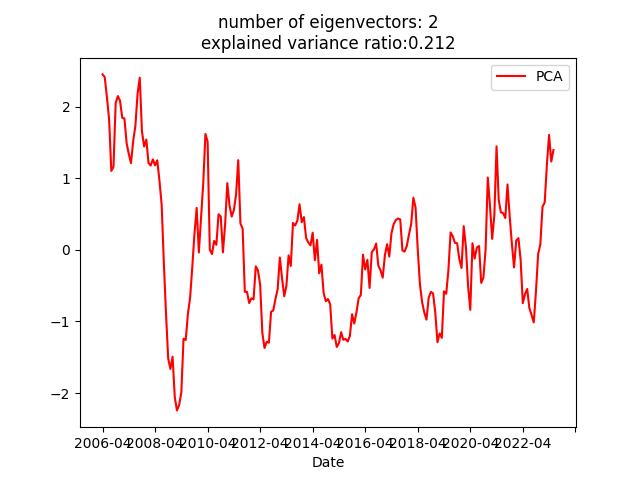 number of eigenvectors: 2
explained variance ratio:0.212
PCA
2
1
0
−1
−2
2006-04 2008-04 2010-04 2012-04 2014-04 2016-04 2018-04 2020-04 2022-04
Date